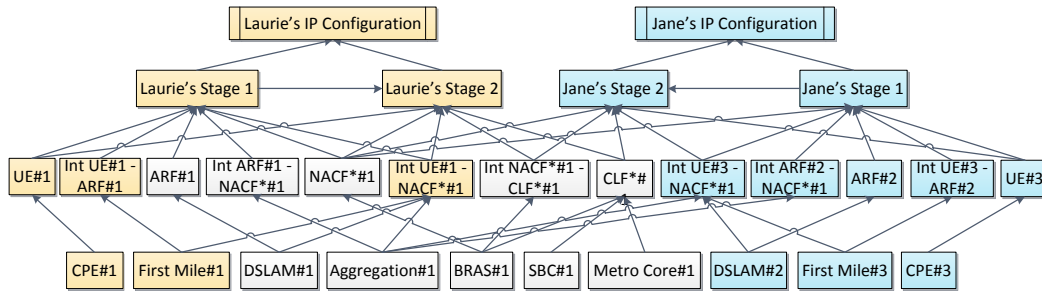 Laurie's IP Configuration
Jane's IP Configuration
Laurie's Stage 1
Laurie's Stage 2
Jane's Stage 2
Jane's Stage 1
UE#1
Int UE#1 -
ARF#1
ARF#1
Int ARF#1 -
NACF*#1
NACF*#1
Int UE#1 -
NACF*#1
Int NACF*#1 -
CLF*#1
CLF*#
Int UE#3 -
NACF*#1
Int ARF#2 -
NACF*#1
ARF#2
Int UE#3 -
ARF#2
UE#3
CPE#1
First Mile#1
DSLAM#1
Aggregation#1
BRAS#1
SBC#1
Metro Core#1
DSLAM#2
First Mile#3
CPE#3